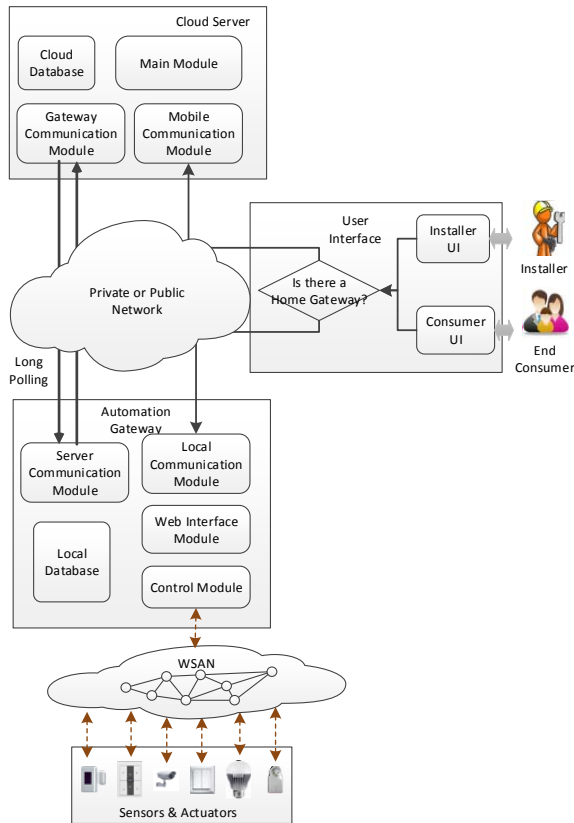 Cloud Server
Cloud
Database
Main Module
Gateway
Communication
Module
Mobile
Communication
Module
User
Interface
Installer
UI
Installer
Is there a
Home Gateway?
Private or Public
Network
Consumer
UI
End
Consumer
Long
Polling
Automation
Gateway
Server
Communication
Module
Local
Communication
Module
Web Interface
Module
Local
Database
Control Module
WSAN
Sensors & Actuators